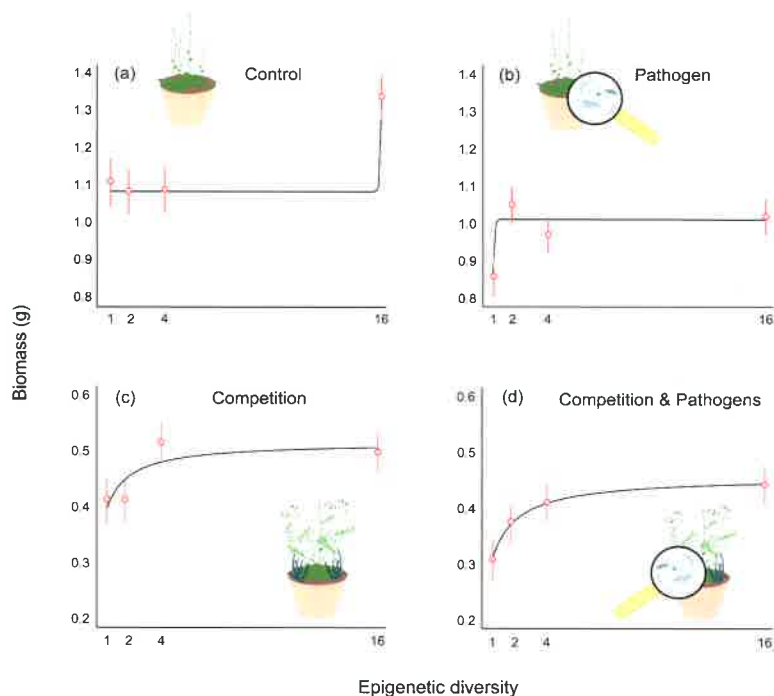 (a) Control
1.4
1.3
1.2
1.1
1.0
0.9
0.8
1 2 4 16
(b) Pathogen
1.4
1.3
1.2
1.1
1.0
0.9
0.8
1 2 4 16
Biomass (g)
(c) Competition
0.6
0.5
0.4
0.3
0.2
1 2 4 16
(d) Competition & Pathogens
0.6
0.5
0.4
0.3
0.2
1 2 4 16
Epigenetic diversity